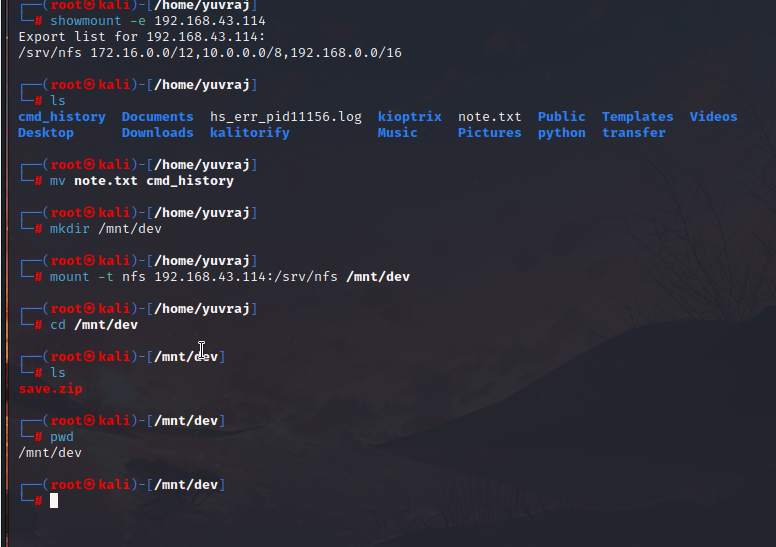 ┌──(root㉿kali)-[/home/yuvraj]
└─# showmount -e 192.168.43.114
Export list for 192.168.43.114:
/srv/nfs 172.16.0.0/12,10.0.0.0/8,192.168.0.0/16
┌──(root㉿kali)-[/home/yuvraj]
└─# ls
cmd_history  Documents  hs_err_pid11156.log  kioptrix  note.txt  Public  Templates  Videos
Desktop      Downloads  kalitorify           Music     Pictures  python  transfer
┌──(root㉿kali)-[/home/yuvraj]
└─# mv note.txt cmd_history
┌──(root㉿kali)-[/home/yuvraj]
└─# mkdir /mnt/dev
┌──(root㉿kali)-[/home/yuvraj]
└─# mount -t nfs 192.168.43.114:/srv/nfs /mnt/dev
┌──(root㉿kali)-[/home/yuvraj]
└─# cd /mnt/dev
┌──(root㉿kali)-[/mnt/dev]
└─# ls
save.zip
┌──(root㉿kali)-[/mnt/dev]
└─# pwd
/mnt/dev
┌──(root㉿kali)-[/mnt/dev]
└─#